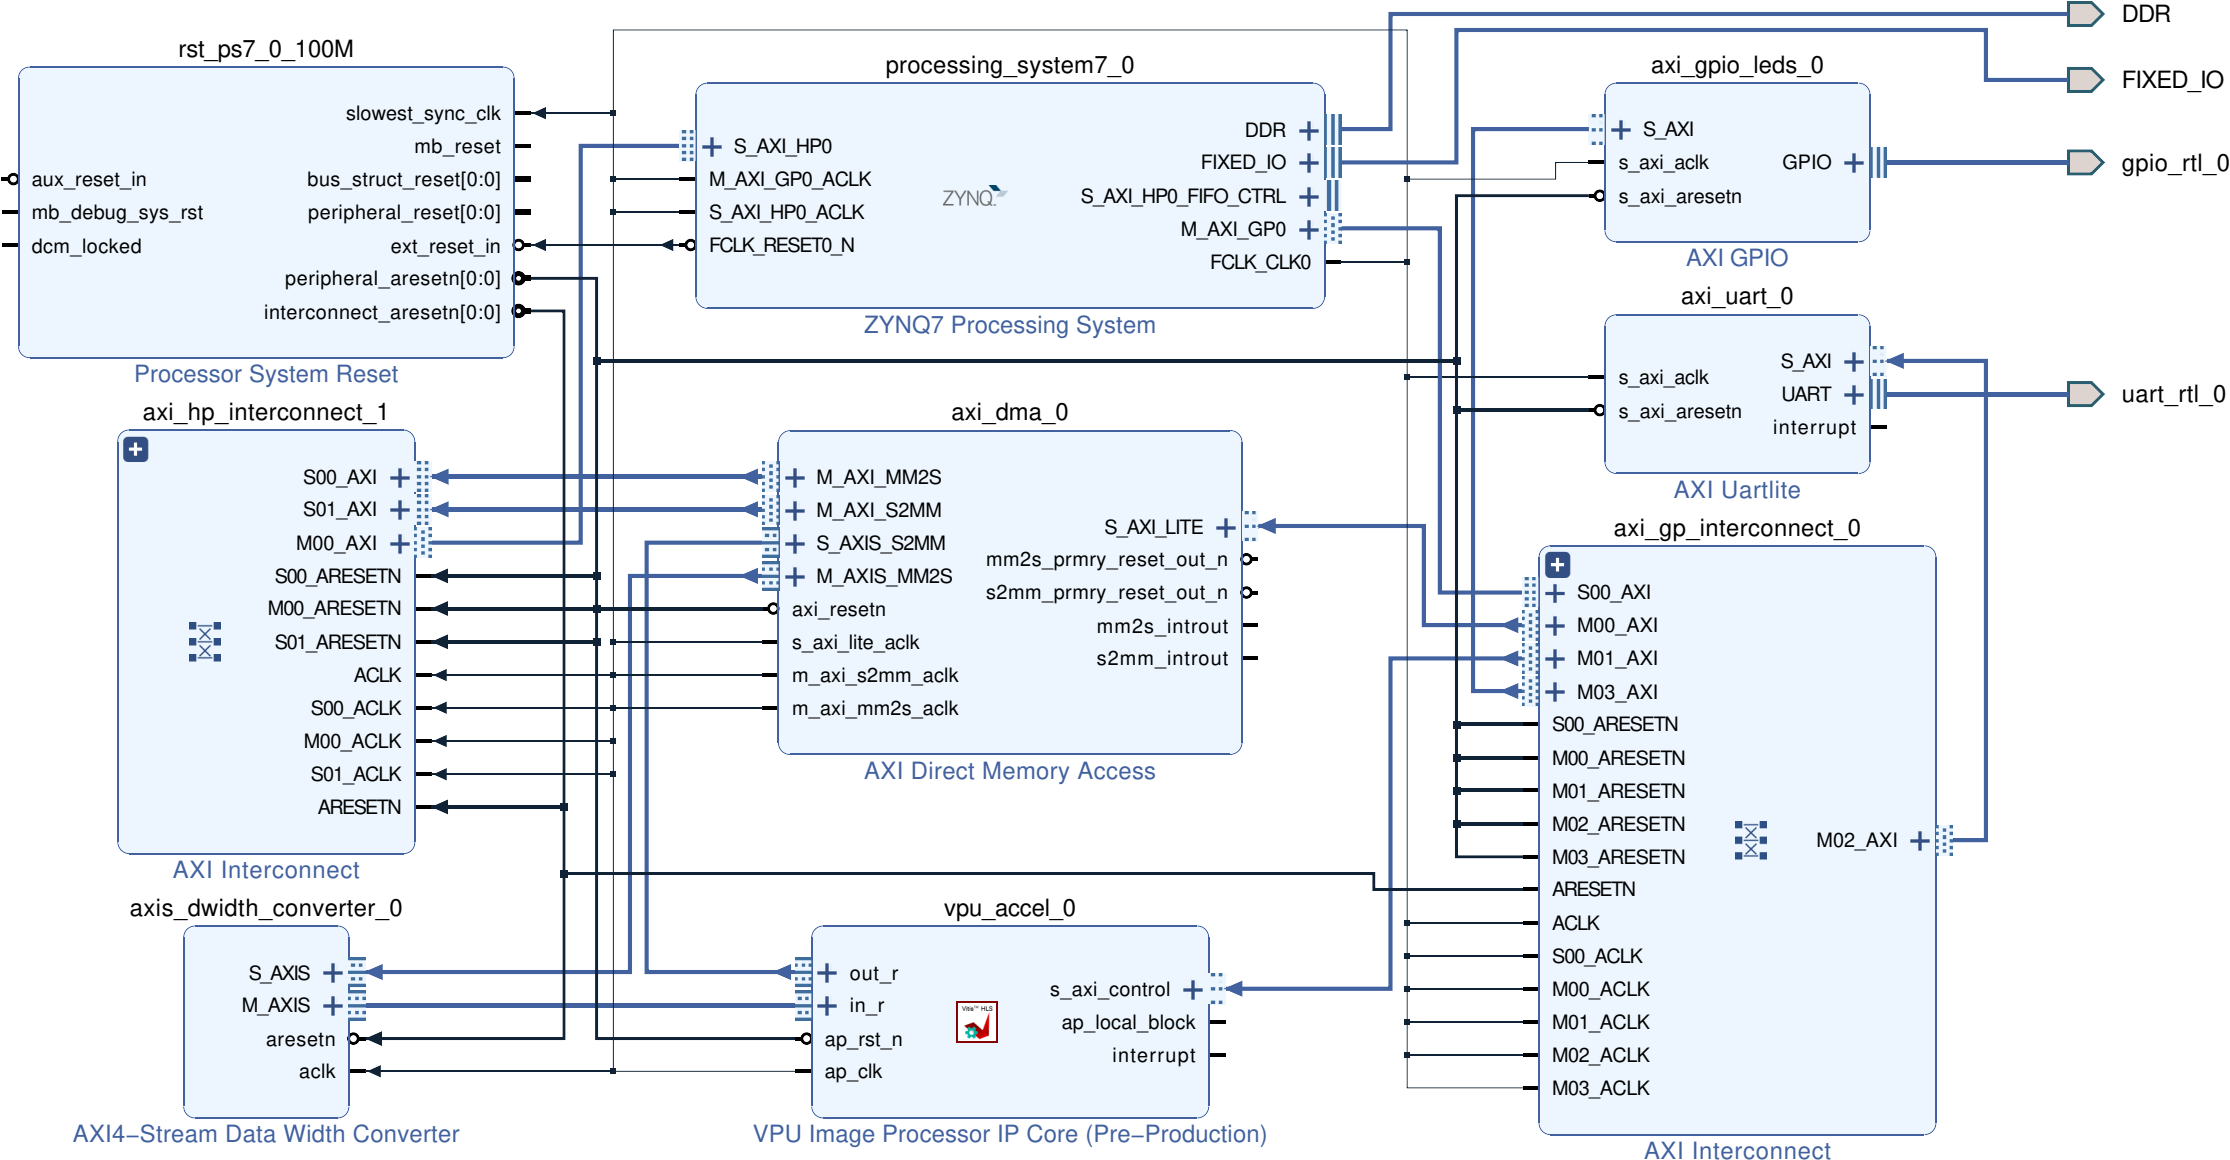 rst_ps7_0_100M
slowest_sync_clk
mb_reset
aux_reset_in
bus_struct_reset[0:0]
mb_debug_sys_rst
peripheral_reset[0:0]
dcm_locked
ext_reset_in
peripheral_aresetn[0:0]
interconnect_aresetn[0:0]
Processor System Reset
processing_system7_0
S_AXI_HP0
M_AXI_GP0_ACLK
S_AXI_HP0_ACLK
FCLK_RESET0_N
ZYNQ
DDR
FIXED_IO
S_AXI_HP0_FIFO_CTRL
M_AXI_GP0
FCLK_CLK0
ZYNQ7 Processing System
axi_gpio_leds_0
S_AXI
s_axi_aclk
s_axi_aresetn
GPIO
AXI GPIO
DDR
FIXED_IO
gpio_rtl_0
uart_rtl_0
axi_uart_0
s_axi_aclk
s_axi_aresetn
S_AXI
UART
interrupt
AXI Uartlite
axi_hp_interconnect_1
S00_AXI
S01_AXI
M00_AXI
S00_ARESETN
M00_ARESETN
S01_ARESETN
ACLK
S00_ACLK
M00_ACLK
S01_ACLK
ARESETN
AXI Interconnect
axi_dma_0
M_AXI_MM2S
M_AXI_S2MM
S_AXIS_S2MM
M_AXIS_MM2S
axi_resetn
s_axi_lite_aclk
m_axi_s2mm_aclk
m_axi_mm2s_aclk
S_AXI_LITE
mm2s_prmry_reset_out_n
s2mm_prmry_reset_out_n
mm2s_introut
s2mm_introut
AXI Direct Memory Access
axi_gp_interconnect_0
S00_AXI
M00_AXI
M01_AXI
M03_AXI
S00_ARESETN
M00_ARESETN
M01_ARESETN
M02_ARESETN
M03_ARESETN
ARESETN
ACLK
S00_ACLK
M00_ACLK
M01_ACLK
M02_ACLK
M03_ACLK
M02_AXI
AXI Interconnect
axis_dwidth_converter_0
S_AXIS
M_AXIS
aresetn
aclk
AXI4–Stream Data Width Converter
vpu_accel_0
out_r
in_r
ap_rst_n
ap_clk
Vitis™ HLS
s_axi_control
ap_local_block
interrupt
VPU Image Processor IP Core (Pre–Production)